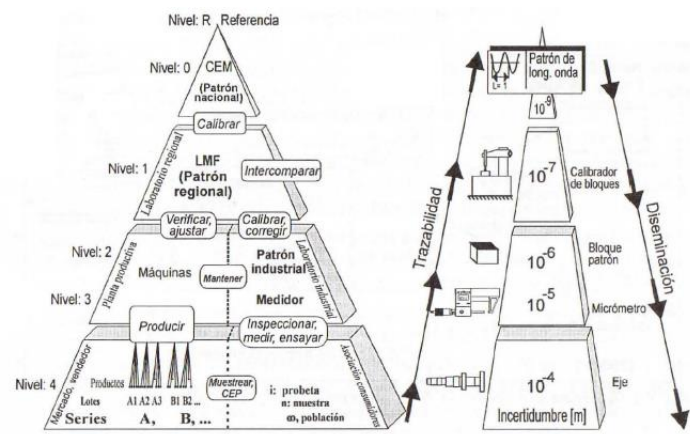 Nivel: R Referencia
Nivel: 0
CEM
(Patrón
nacional)
Calibrar
Nivel: 1
Laboratorio regional
LMF
(Patrón
regional)
Intercomparar
Verificar,
ajustar
Calibrar,
corregir
Nivel: 2
Planta productiva
Máquinas
Mantener
Patrón
industrial
Laboratorio industrial
Nivel: 3
Medidor
Producir
Inspeccionar,
medir, ensayar
Nivel: 4
Mercado, vendedor
Productos
A1 A2 A3 B1 B2 ...
Lotes
Series A, B, ...
Muestrear,
CEP
i: probeta
n: muestra
∞, población
Asociación consumidores
Trazabilidad
L= 1
Patrón de
long. onda
10-9
10-7
Calibrador
de bloques
10-6
Bloque
patrón
10-5
Micrómetro
10-4
Eje
Incertidumbre [m]
Diseminación